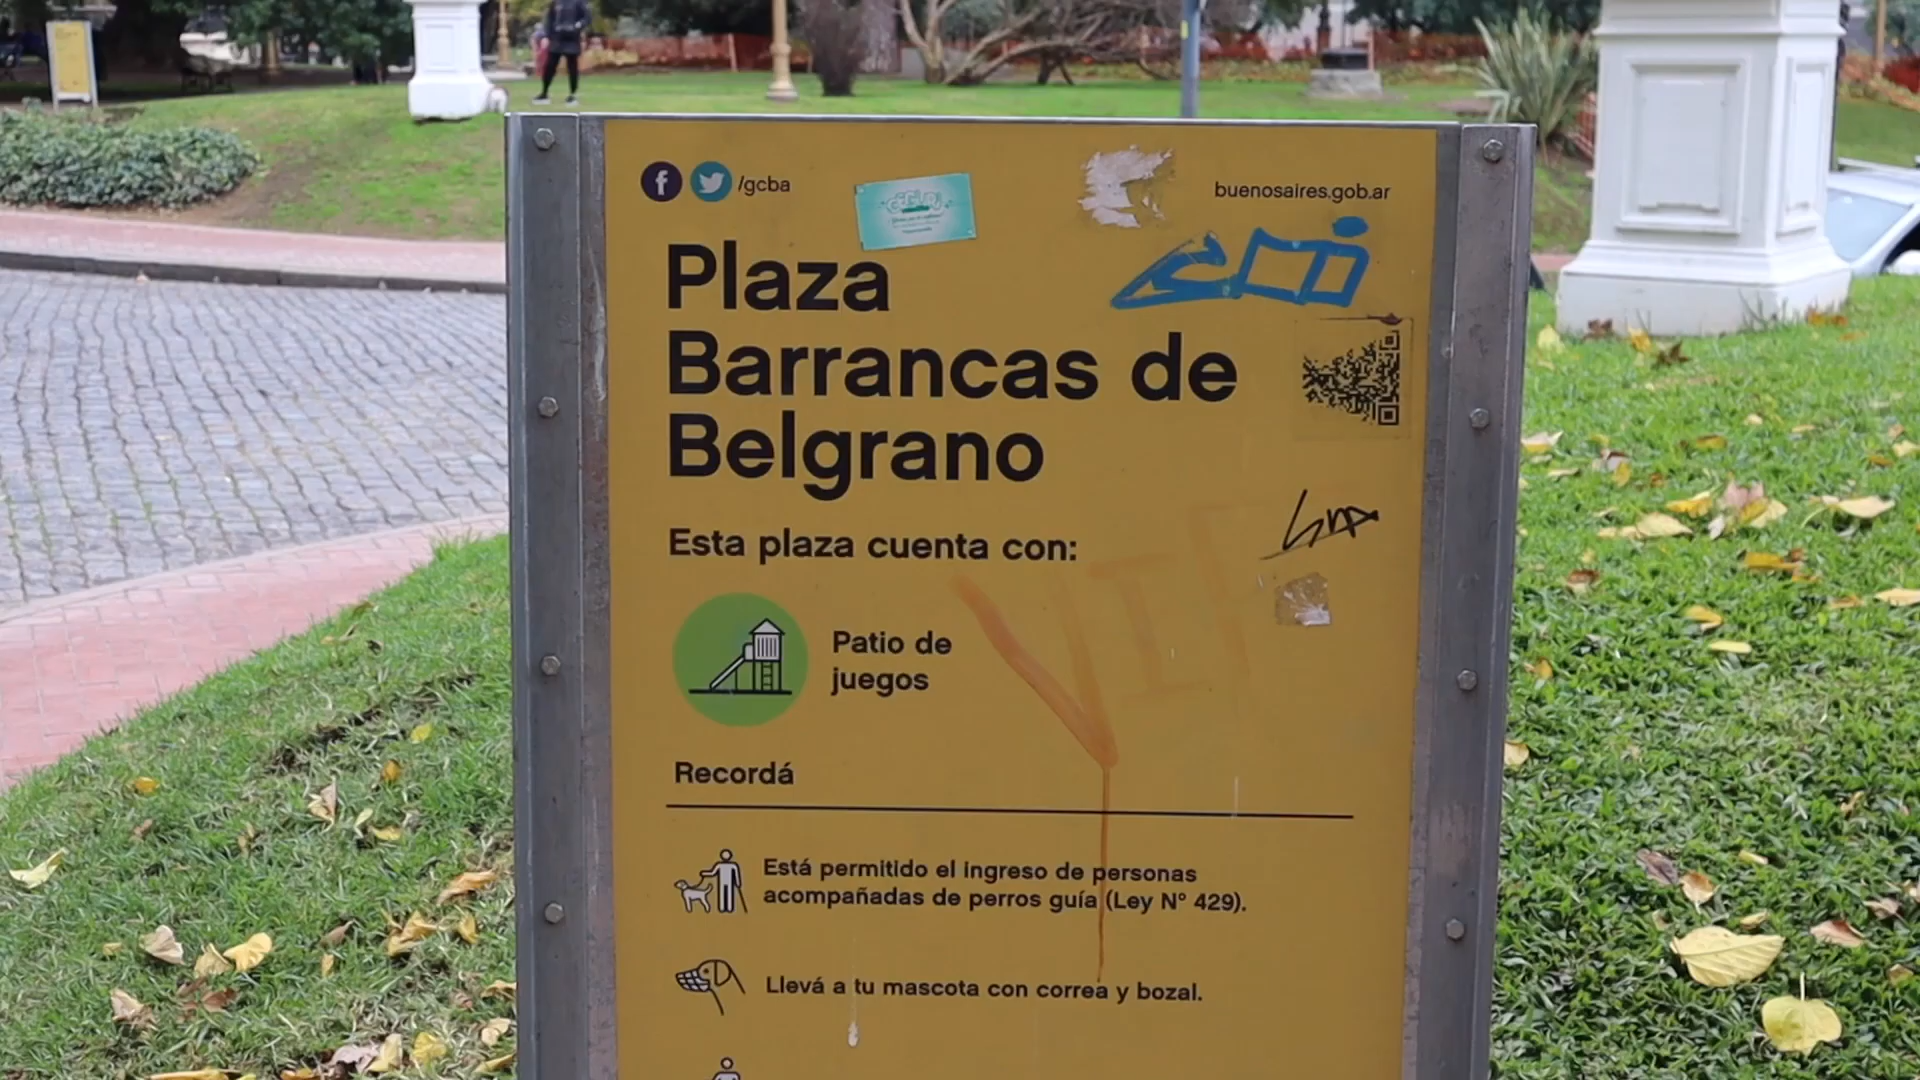 /gcba
buenosaires.gob.ar
Plaza
Barrancas de
Belgrano
Esta plaza cuenta con:
Patio de
juegos
Recordá
Está permitido el ingreso de personas
acompañadas de perros guía (Ley N° 429).
Llevá a tu mascota con correa y bozal.